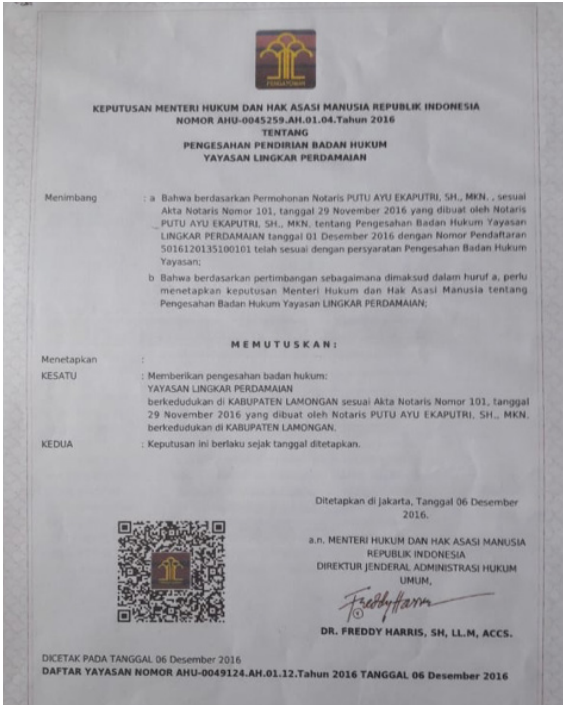 PENGAYOMAN
KEPUTUSAN MENTERI HUKUM DAN HAK ASASI MANUSIA REPUBLIK INDONESIA
NOMOR AHU-0045259.AH.01.04.Tahun 2016
TENTANG
PENGESAHAN PENDIRIAN BADAN HUKUM
YAYASAN LINGKAR PERDAMAIAN
Menimbang : a Bahwa berdasarkan Permohonan Notaris PUTU AYU EKAPUTRI, SH., MKN. , sesuai
Akta Notaris Nomor 101, tanggal 29 November 2016 yang dibuat oleh Notaris
PUTU AYU EKAPUTRI, SH., MKN, tentang Pengesahan Badan Hukum Yayasan
LINGKAR PERDAMAIAN tanggal 01 Desember 2016 dengan Nomor Pendaftaran
5016120135100101 telah sesuai dengan persyaratan Pengesahan Badan Hukum
Yayasan;
b Bahwa berdasarkan pertimbangan sebagaimana dimaksud dalam huruf a, perlu
menetapkan keputusan Menteri Hukum dan Hak Asasi Manusia tentang
Pengesahan Badan Hukum Yayasan LINGKAR PERDAMAIAN;
MEMUTUSKAN:
Menetapkan :
KESATU : Memberikan pengesahan badan hukum:
YAYASAN LINGKAR PERDAMAIAN
berkedudukan di KABUPATEN LAMONGAN sesuai Akta Notaris Nomor 101, tanggal
29 November 2016 yang dibuat oleh Notaris PUTU AYU EKAPUTRI, SH., MKN.
berkedudukan di KABUPATEN LAMONGAN.
KEDUA : Keputusan ini berlaku sejak tanggal ditetapkan.
Ditetapkan di Jakarta, Tanggal 06 Desember
2016.
a.n. MENTERI HUKUM DAN HAK ASASI MANUSIA
REPUBLIK INDONESIA
DIREKTUR JENDERAL ADMINISTRASI HUKUM
UMUM,
FreddyHarris
DR. FREDDY HARRIS, SH, LL.M, ACCS.
DICETAK PADA TANGGAL 06 Desember 2016
DAFTAR YAYASAN NOMOR AHU-0049124.AH.01.12.Tahun 2016 TANGGAL 06 Desember 2016